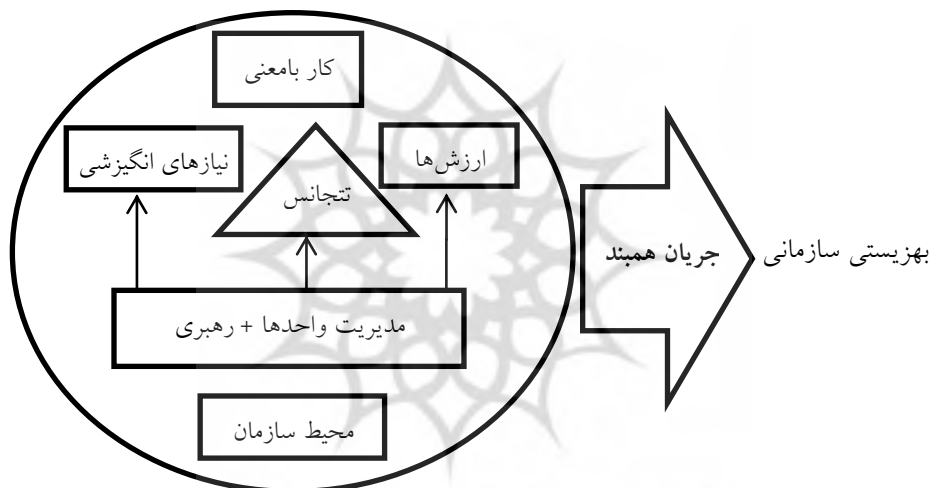 کار بامعنی
ارزش‌ها
نیازهای انگیزشی
تتجانس
مدیریت واحدها + رهبری
محیط سازمان
جریان همبند
بهزیستی سازمانی